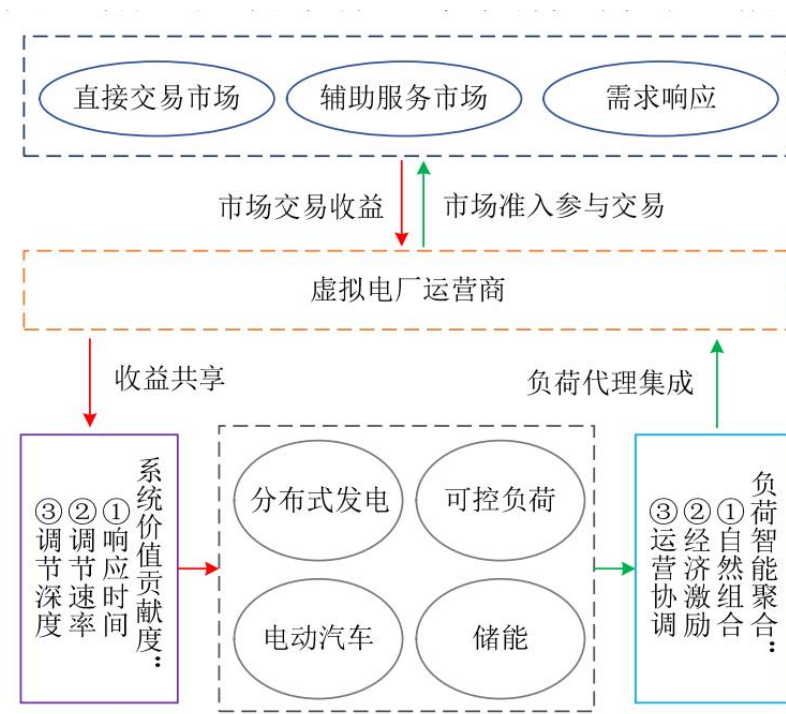 直接交易市场
辅助服务市场
需求响应
市场交易收益
市场准入参与交易
虚拟电厂运营商
收益共享
负荷代理集成
系统价值贡献度：
①响应时间
②调节速率
③调节深度
分布式发电
可控负荷
电动汽车
储能
负荷智能聚合：
①自然组合
②经济激励
③运营协调